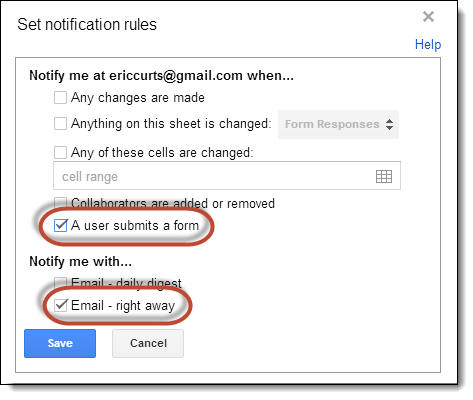 Set notification rules
Help
Notify me at ericcurts@gmail.com when...
Any changes are made
Anything on this sheet is changed: Form Responses
Any of these cells are changed:
cell range
Collaborators are added or removed
A user submits a form
Notify me with...
Email - daily digest
Email - right away
Save Cancel